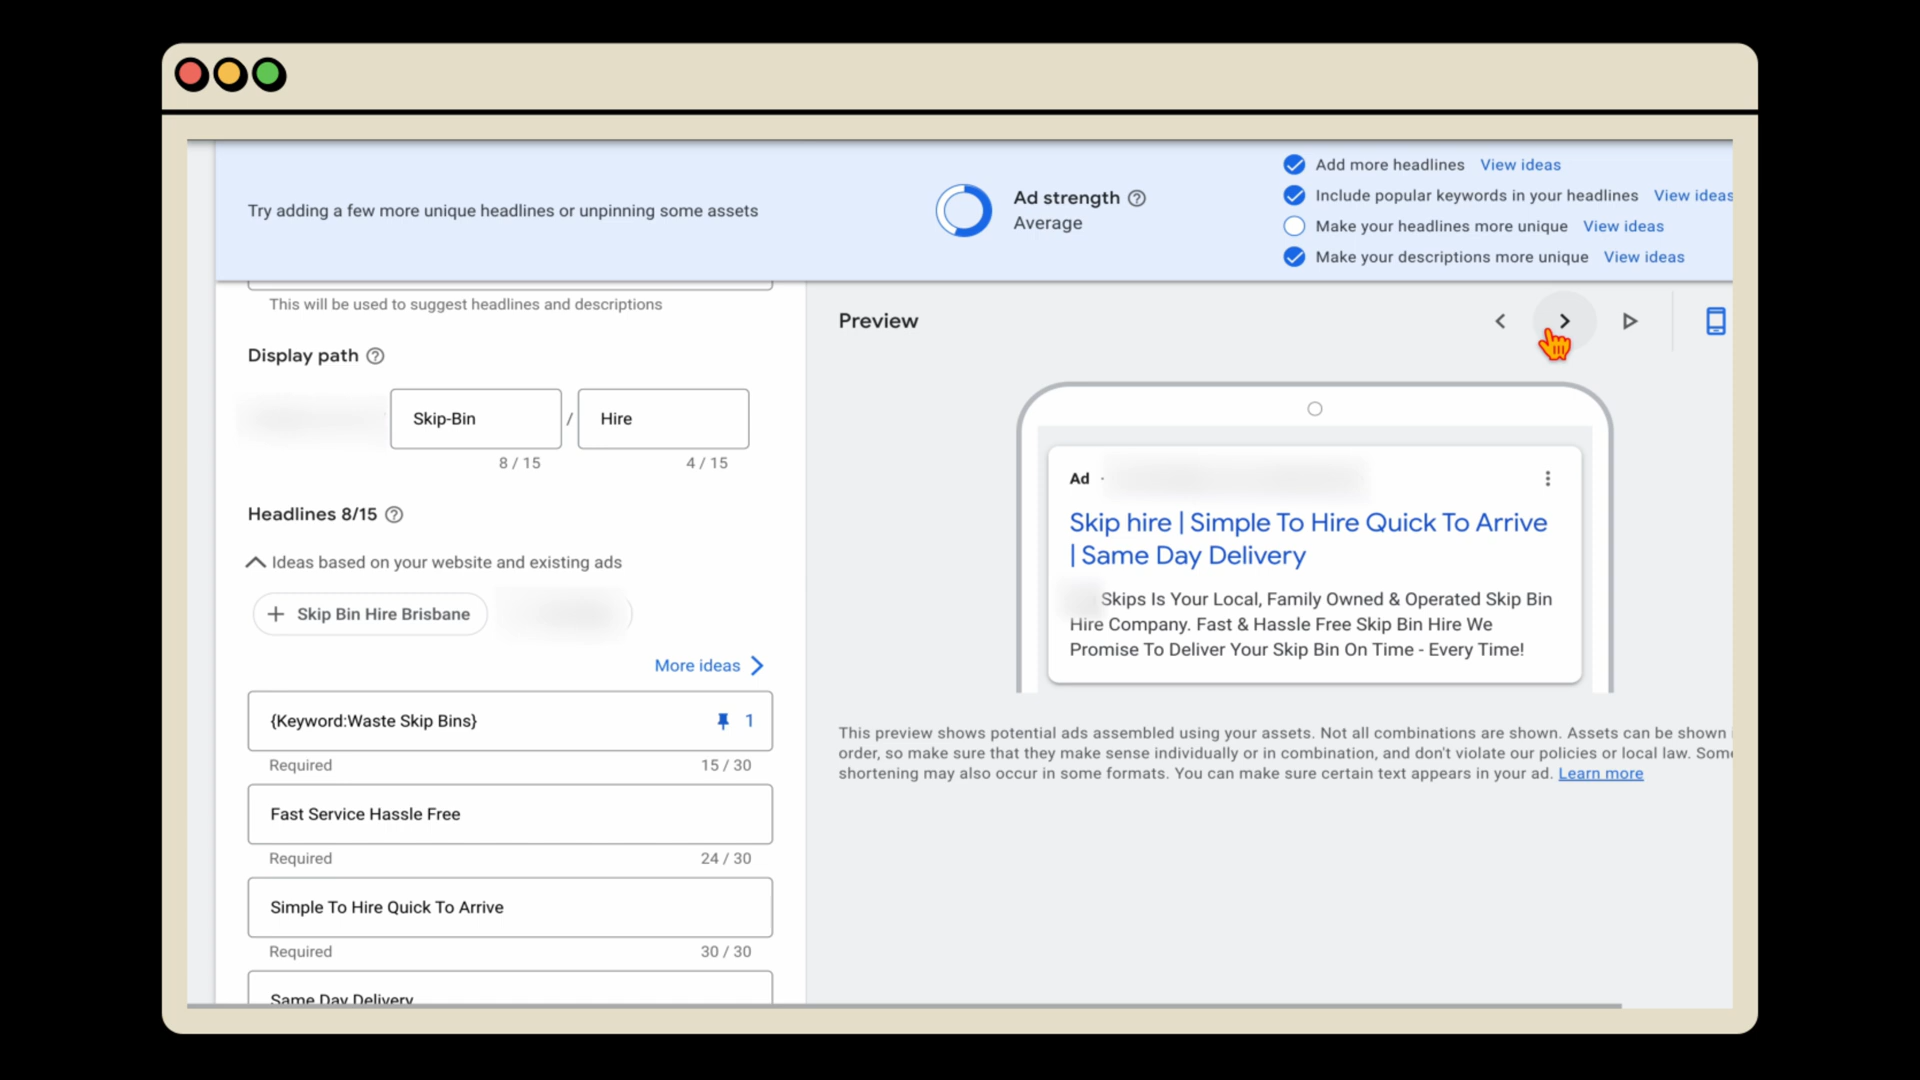 Try adding a few more unique headlines or unpinning some assets
Ad strength
Average
Add more headlines View ideas
Include popular keywords in your headlines View ideas
Make your headlines more unique View ideas
Make your descriptions more unique View ideas
This will be used to suggest headlines and descriptions
Display path
Skip-Bin / Hire
8 / 15 4 / 15
Headlines 8/15
Ideas based on your website and existing ads
+ Skip Bin Hire Brisbane
More ideas
{Keyword:Waste Skip Bins} 1
Required 15 / 30
Fast Service Hassle Free
Required 24 / 30
Simple To Hire Quick To Arrive
Required 30 / 30
Same Day Delivery
Preview
Ad ·
Skip hire | Simple To Hire Quick To Arrive
| Same Day Delivery
Skips Is Your Local, Family Owned & Operated Skip Bin
Hire Company. Fast & Hassle Free Skip Bin Hire We
Promise To Deliver Your Skip Bin On Time - Every Time!
This preview shows potential ads assembled using your assets. Not all combinations are shown. Assets can be shown
order, so make sure that they make sense individually or in combination, and don't violate our policies or local law. Som
shortening may also occur in some formats. You can make sure certain text appears in your ad. Learn more